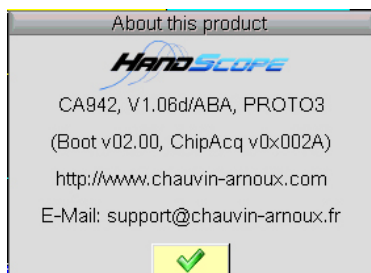 About this product
HANDSCOPE
CA942, V1.06d/ABA, PROTO3
(Boot v02.00, ChipAcq v0x002A)
http://www.chauvin-arnoux.com
E-Mail: support@chauvin-arnoux.fr